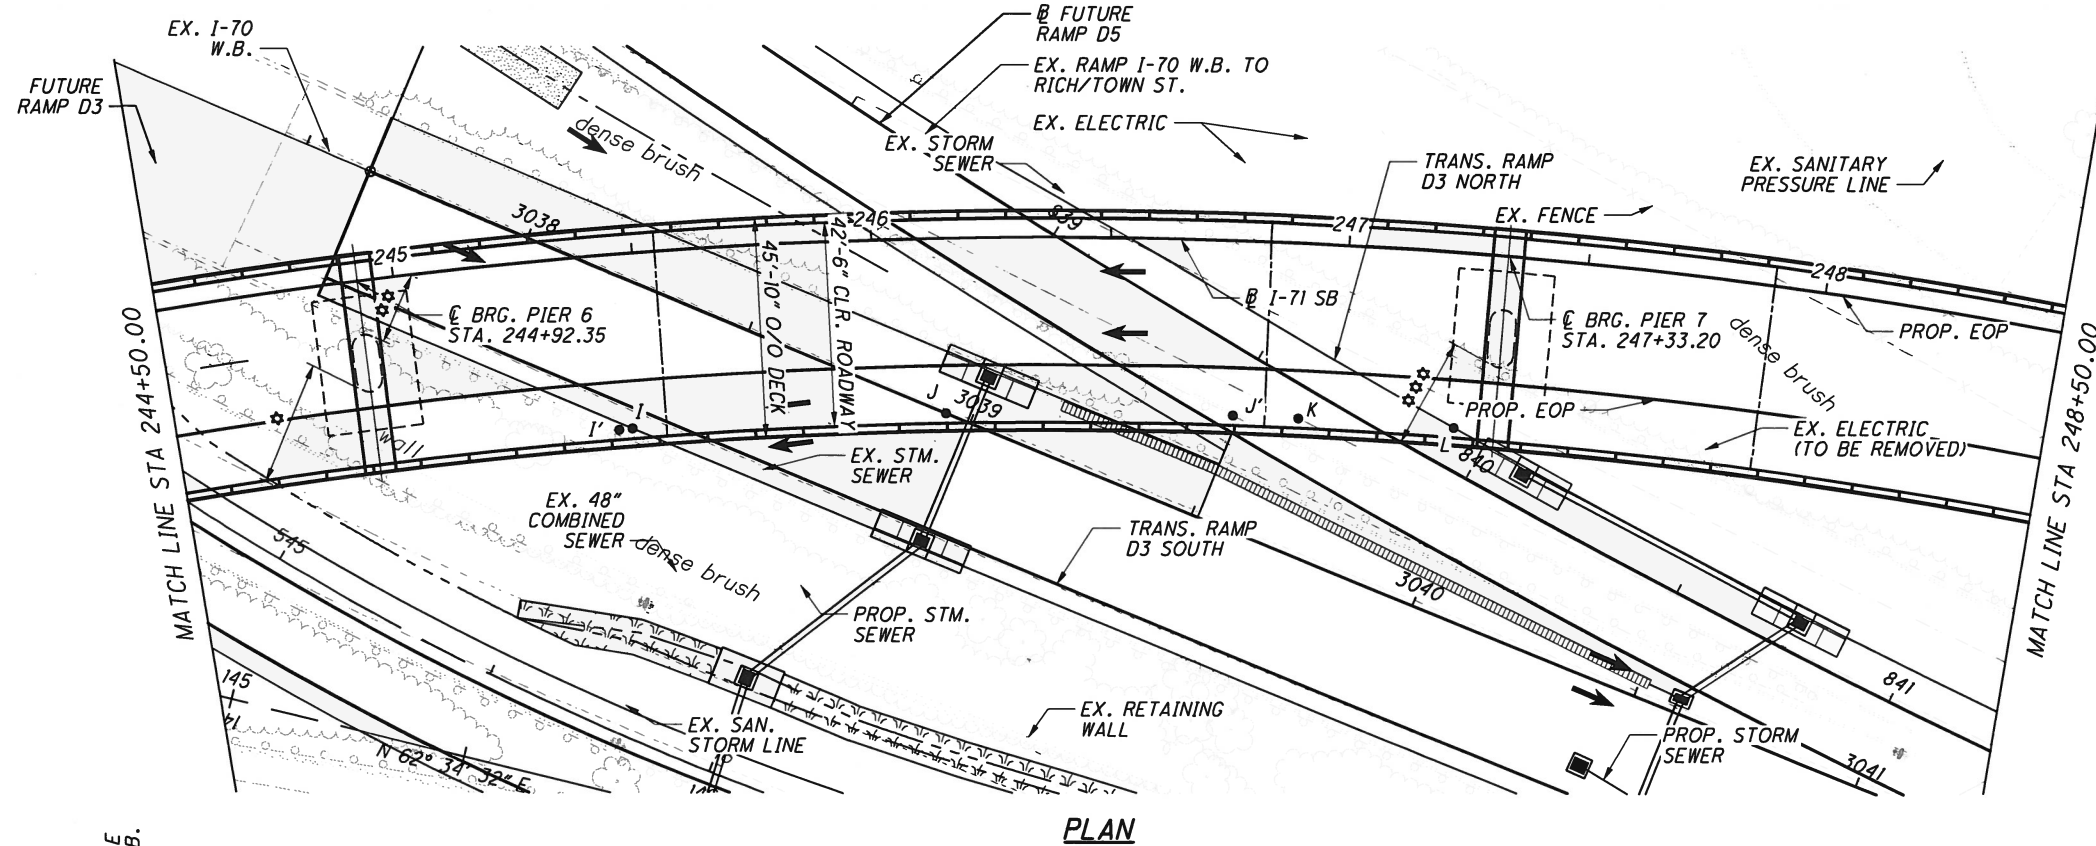 EX. I-70
W.B.
FUTURE
RAMP D3
℄ FUTURE
RAMP D5
EX. RAMP I-70 W.B. TO
RICH/TOWN ST.
EX. ELECTRIC
EX. STORM
SEWER
TRANS. RAMP
D3 NORTH
EX. SANITARY
PRESSURE LINE
EX. FENCE
dense brush
3038
245
246
839
247
248
45'-10" O/O DECK
42'-6" CLR. ROADWAY
℄ BRG. PIER 6
STA. 244+92.35
I-71 SB
℄ BRG. PIER 7
STA. 247+33.20
PROP. EOP
dense brush
MATCH LINE STA 244+50.00
MATCH LINE STA 248+50.00
I'
I
J
3039
J'
K
L
840
PROP. EOP
EX. ELECTRIC
(TO BE REMOVED)
wall
EX. STM.
SEWER
EX. 48"
COMBINED
SEWER
dense brush
545
TRANS. RAMP
D3 SOUTH
3040
PROP. STM.
SEWER
841
145
EX. RETAINING
WALL
EX. SAN.
STORM LINE
PROP. STORM
SEWER
3041
N 62° 34' 32" E
PLAN
E
B.